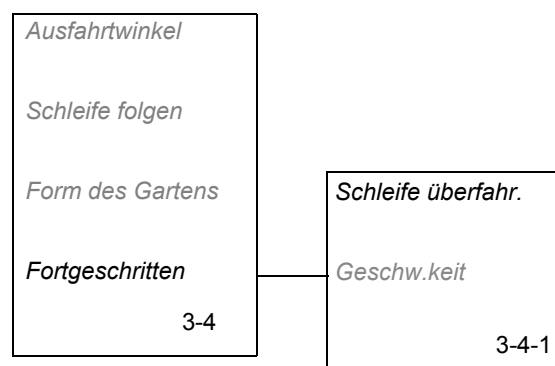 Ausfahrtwinkel
Schleife folgen
Form des Gartens
Fortgeschritten
3-4
Schleife überfahr.
Geschw.keit
3-4-1